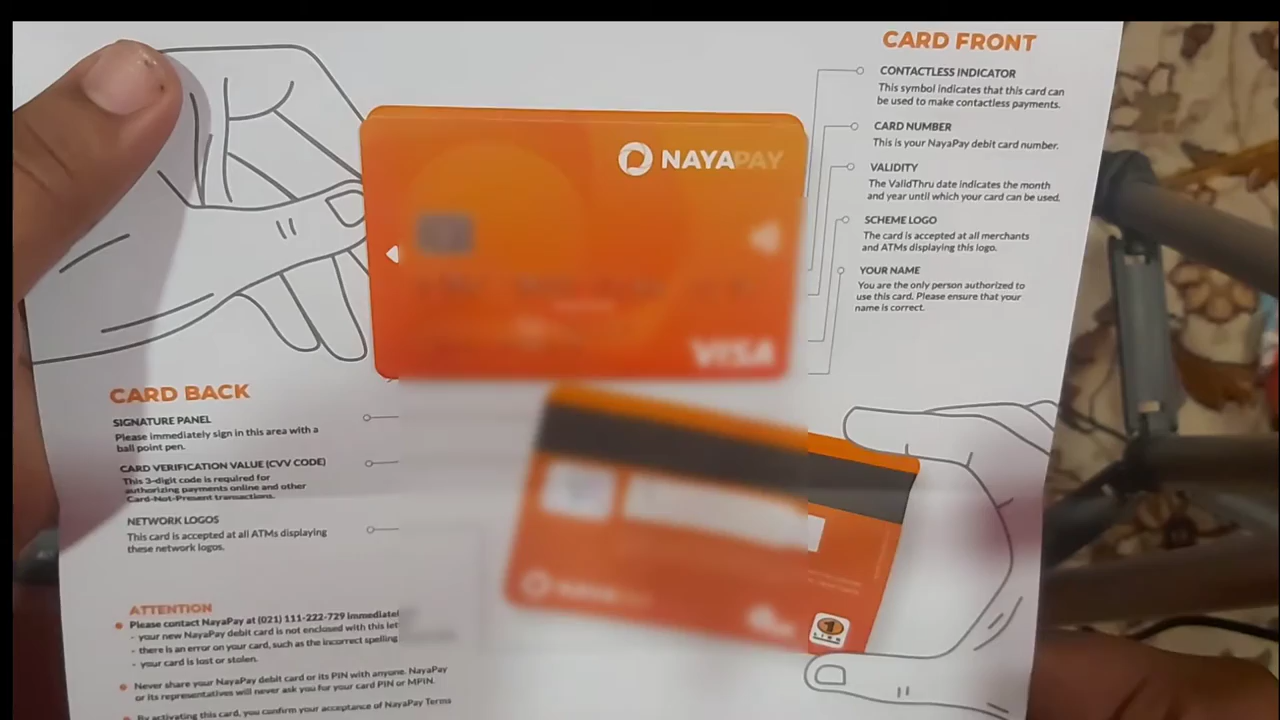 NAYAPAY
VISA
CARD FRONT
CONTACTLESS INDICATOR
This symbol indicates that this card can
be used to make contactless payments.
CARD NUMBER
This is your NayaPay debit card number.
VALIDITY
The ValidThru date indicates the month
and year until which your card can be used.
SCHEME LOGO
The card is accepted at all merchants
and ATMs displaying this logo.
YOUR NAME
You are the only person authorized to
use this card. Please ensure that your
name is correct.
CARD BACK
SIGNATURE PANEL
Please immediately sign in this area with a
ball point pen.
CARD VERIFICATION VALUE (CVV CODE)
This 3-digit code is required for
authorizing payments online and other
Card-Not-Present transactions.
NETWORK LOGOS
This card is accepted at all ATMs displaying
these network logos.
1
LINK
ATTENTION
Please contact NayaPay at (021) 111-222-729 immediatel
- your new NayaPay debit card is not enclosed with this let
- there is an error on your card, such as the incorrect spelling
- your card is lost or stolen.
Never share your NayaPay debit card or its PIN with anyone. NayaPay
or its representatives will never ask you for your card PIN or MPIN.
By activating this card, you confirm your acceptance of NayaPay Terms